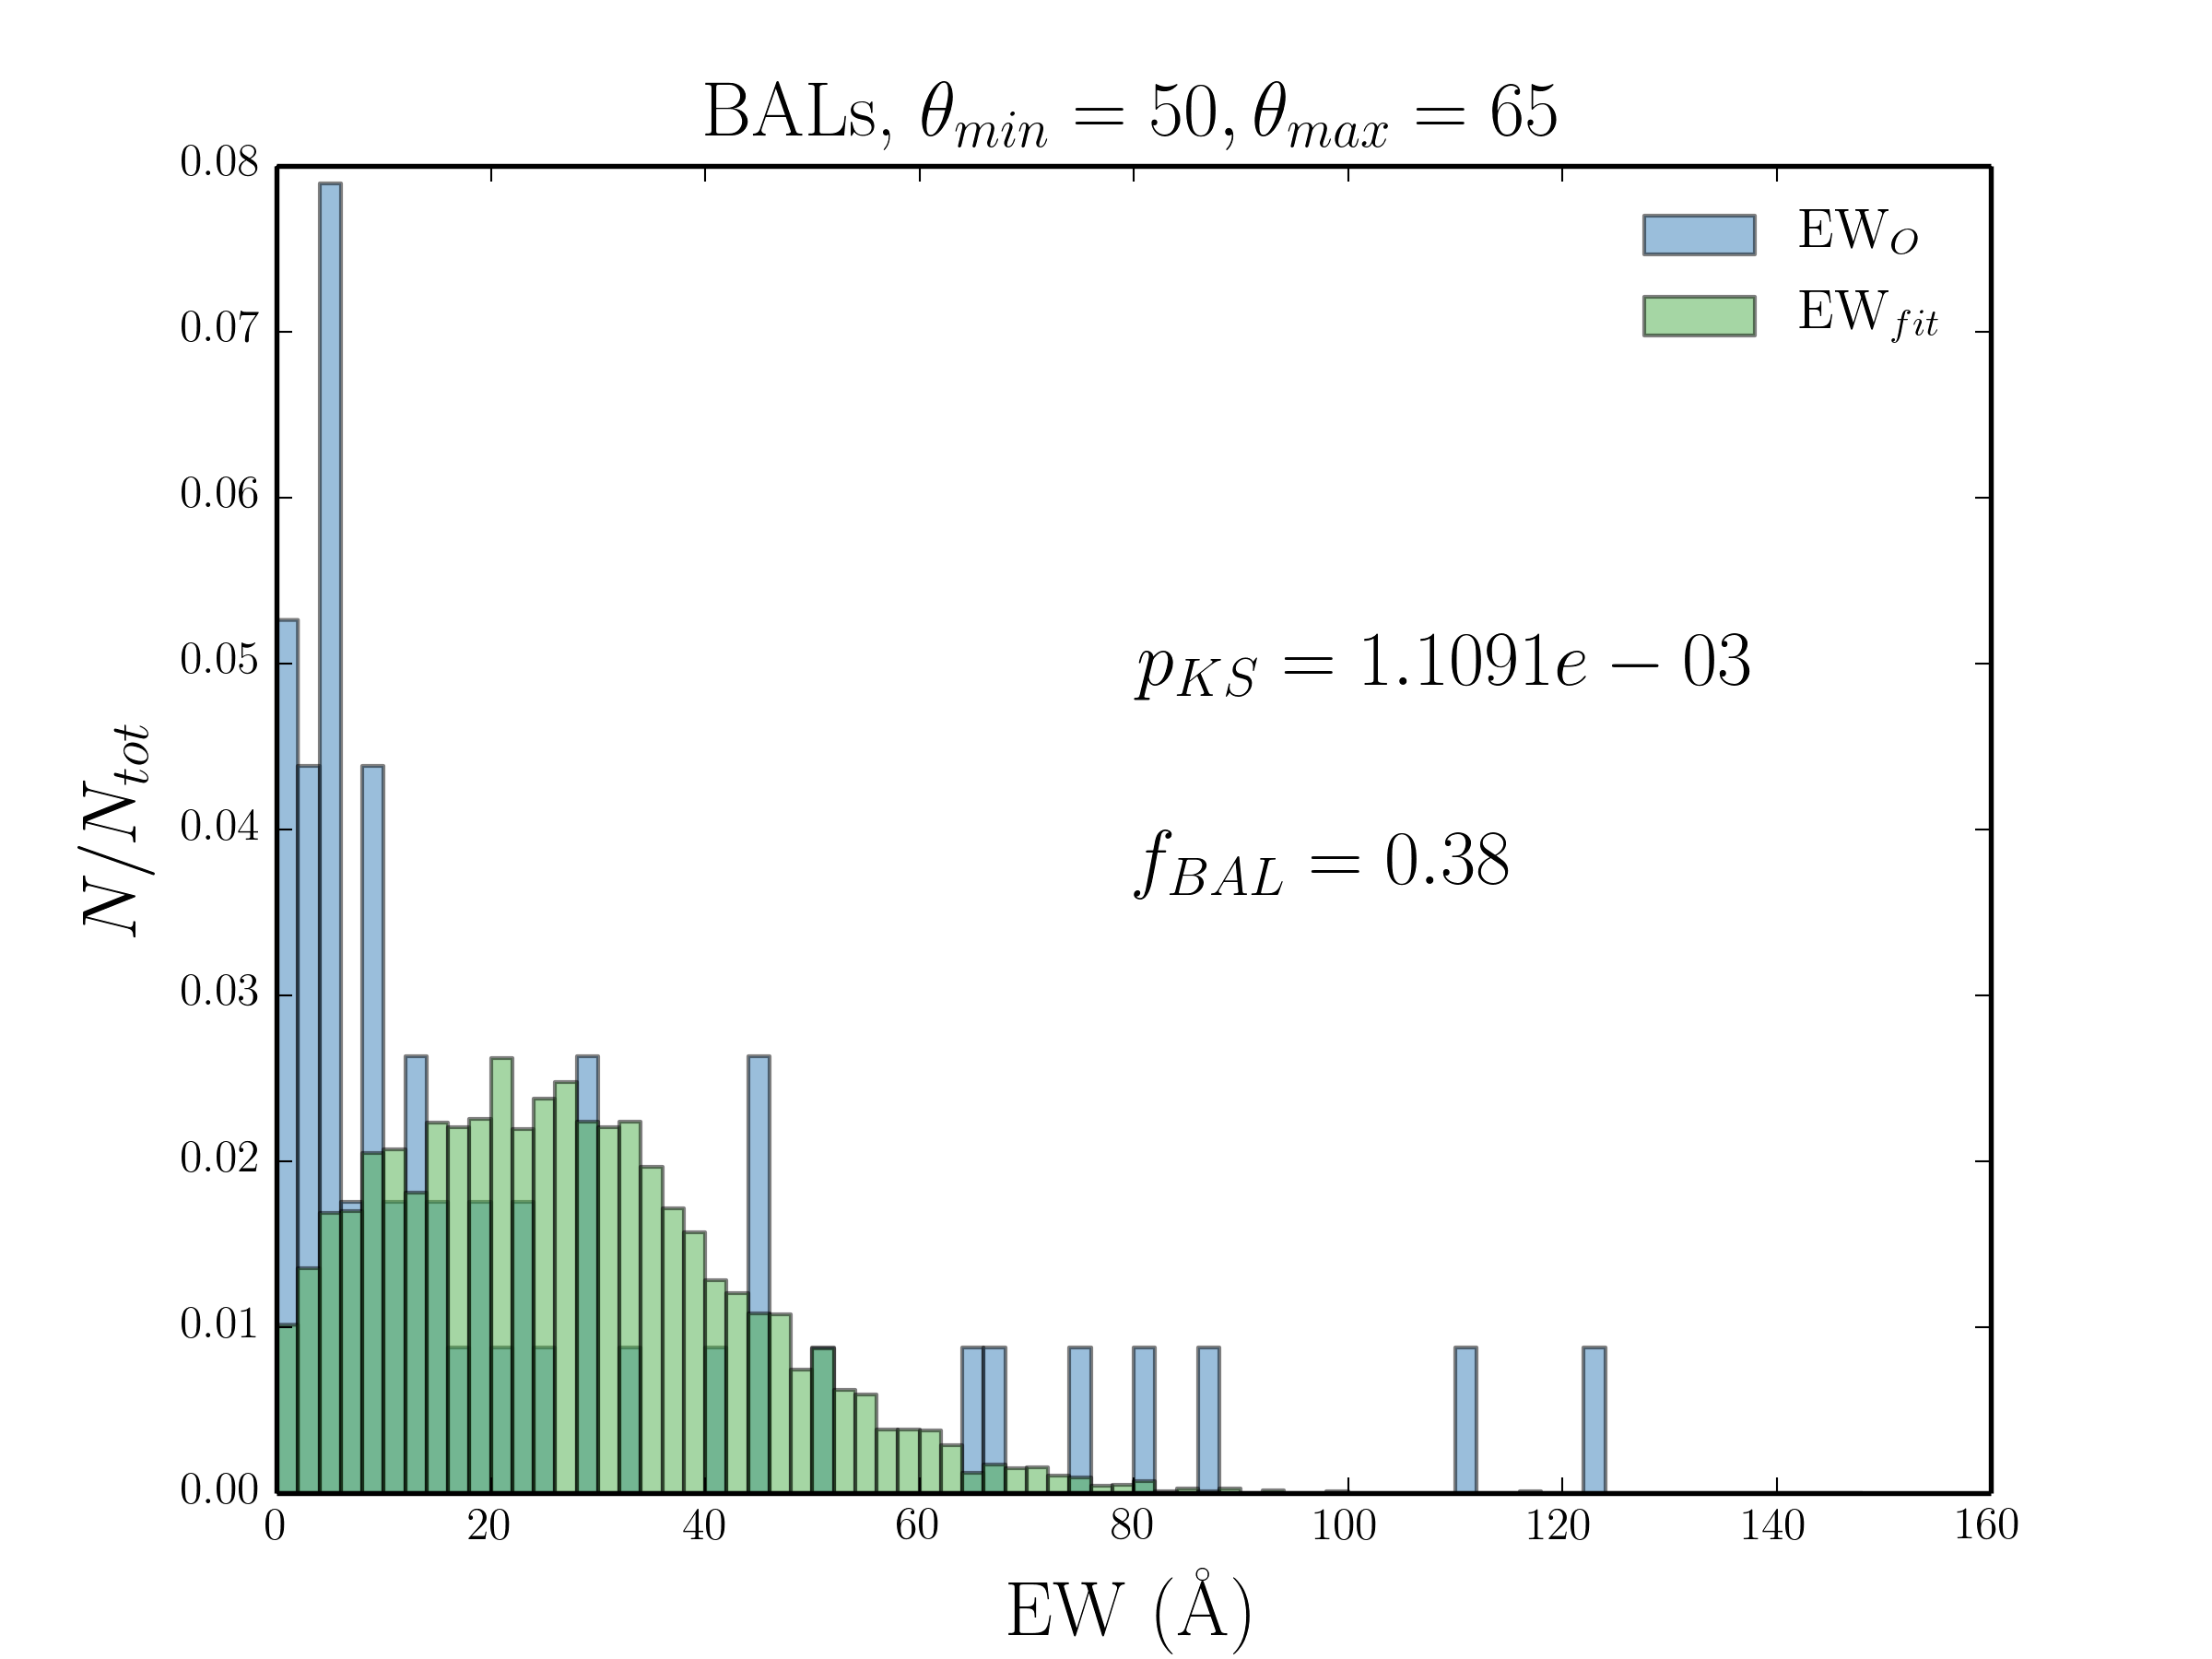 BALs, θ_min = 50, θ_max = 65
0.08
0.07
0.06
0.05
0.04
0.03
0.02
0.01
0.00
N/N_tot
EW_O
EW_fit
p_KS = 1.1091e − 03
f_BAL = 0.38
0 20 40 60 80 100 120 140 160
EW (Å)